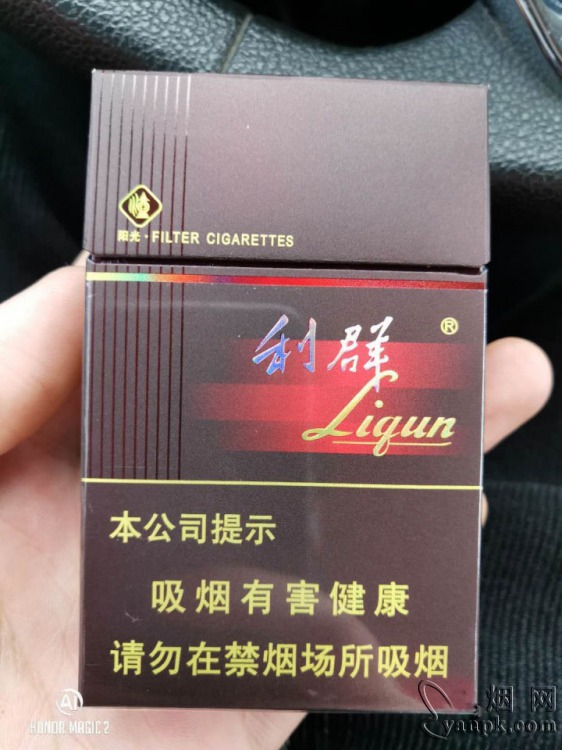 阳光·FILTER CIGARETTES
利群®
Liqun
本公司提示
吸烟有害健康
请勿在禁烟场所吸烟
AI
HONOR MAGIC 2
烟网
yanpk.com